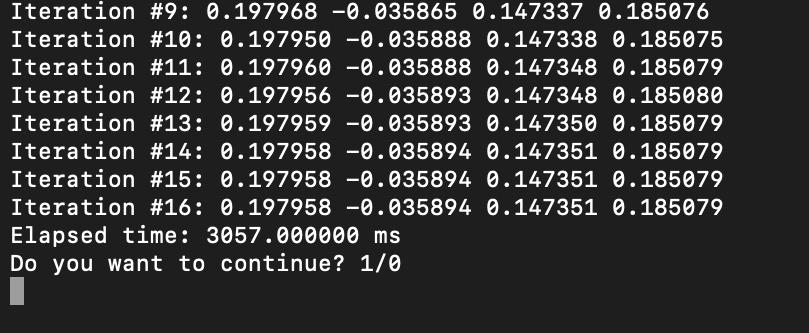 Iteration #9: 0.197968 -0.035865 0.147337 0.185076
Iteration #10: 0.197950 -0.035888 0.147338 0.185075
Iteration #11: 0.197960 -0.035888 0.147348 0.185079
Iteration #12: 0.197956 -0.035893 0.147348 0.185080
Iteration #13: 0.197959 -0.035893 0.147350 0.185079
Iteration #14: 0.197958 -0.035894 0.147351 0.185079
Iteration #15: 0.197958 -0.035894 0.147351 0.185079
Iteration #16: 0.197958 -0.035894 0.147351 0.185079
Elapsed time: 3057.000000 ms
Do you want to continue? 1/0